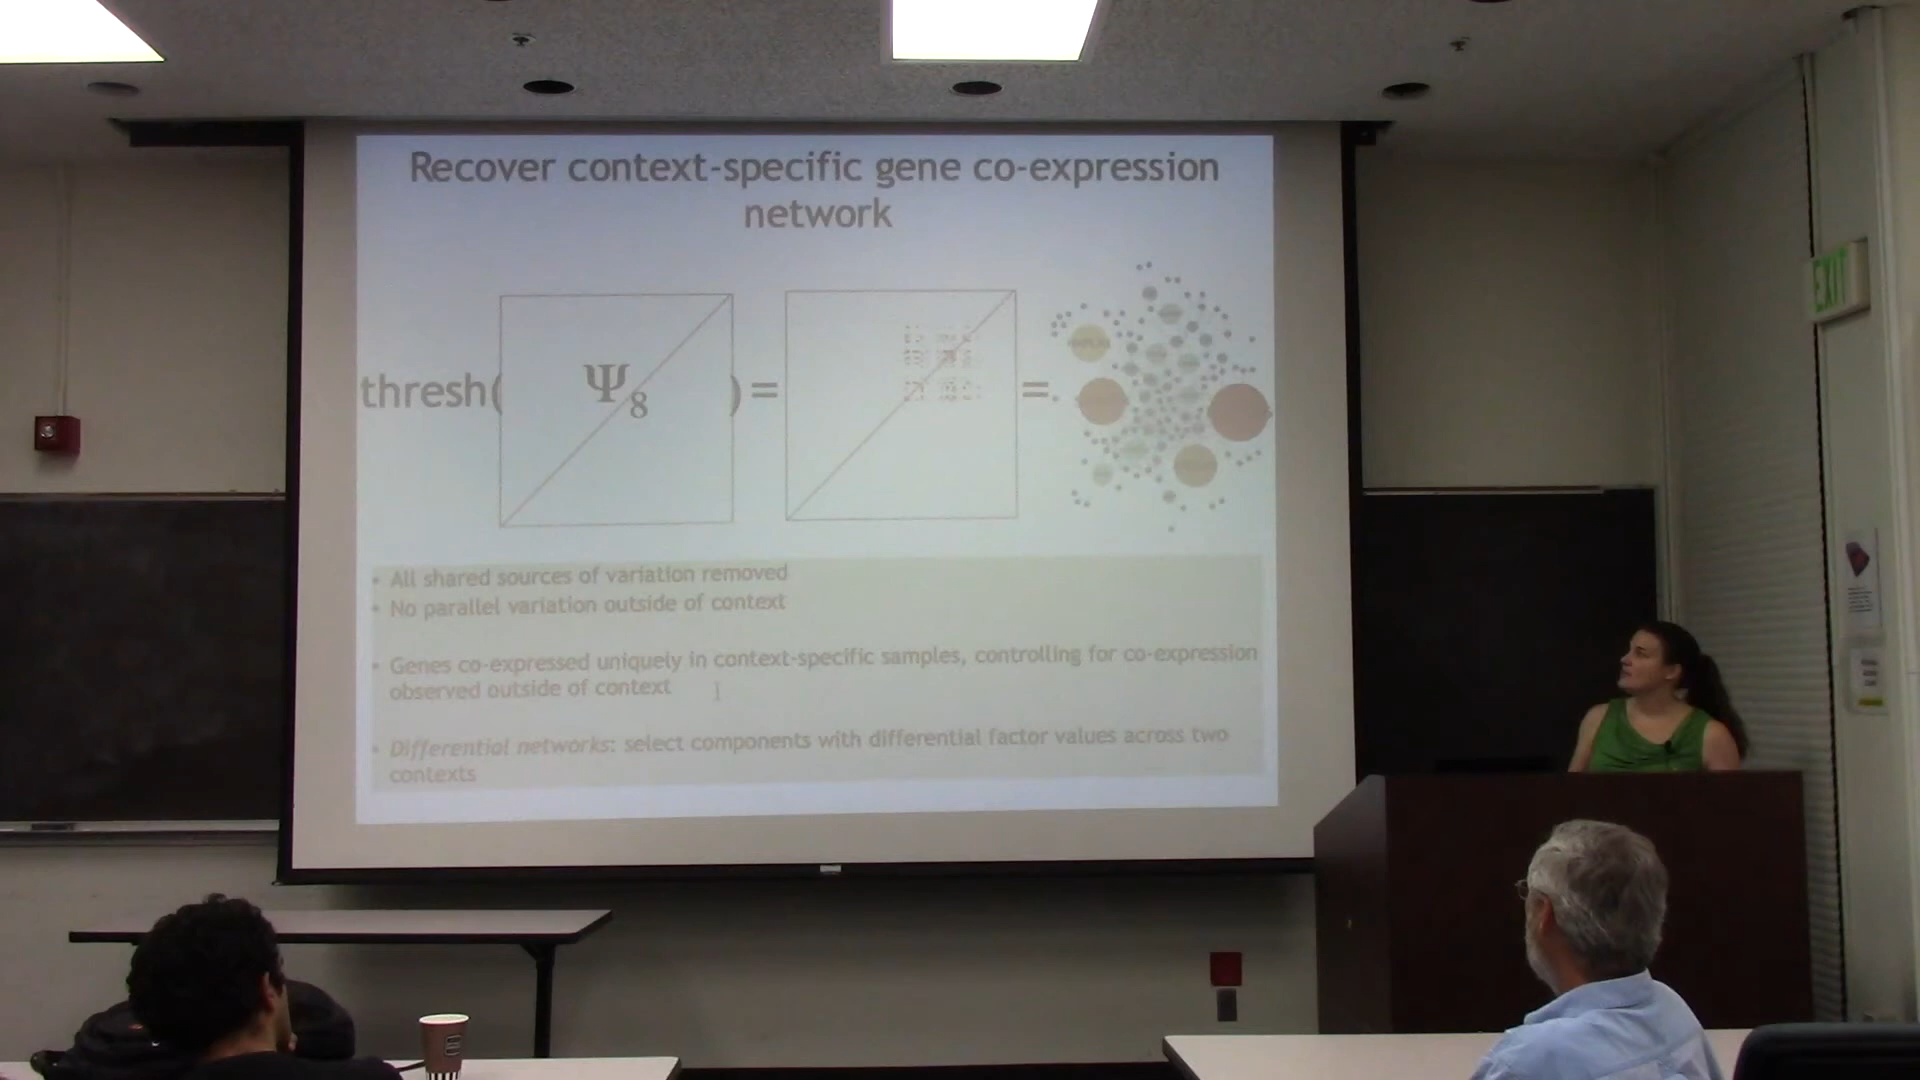 Recover context-specific gene co-expression
network
thresh( Ψ8 ) = =
• All shared sources of variation removed
• No parallel variation outside of context
• Genes co-expressed uniquely in context-specific samples, controlling for co-expression
observed outside of context
• Differential networks: select components with differential factor values across two
contexts
EXIT